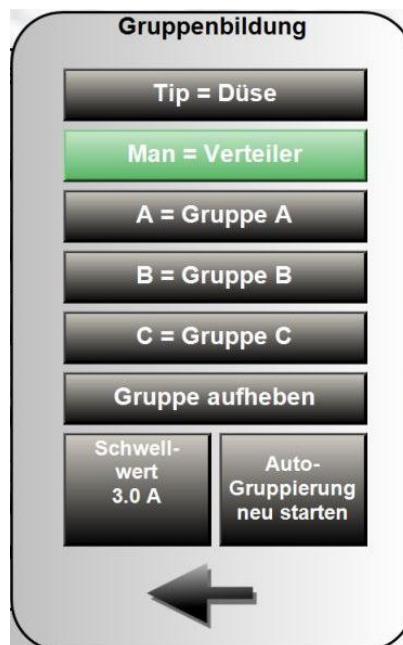 Gruppenbildung
Tip = Düse
Man = Verteiler
A = Gruppe A
B = Gruppe B
C = Gruppe C
Gruppe aufheben
Schwell-
wert
3.0 A
Auto-
Gruppierung
neu starten